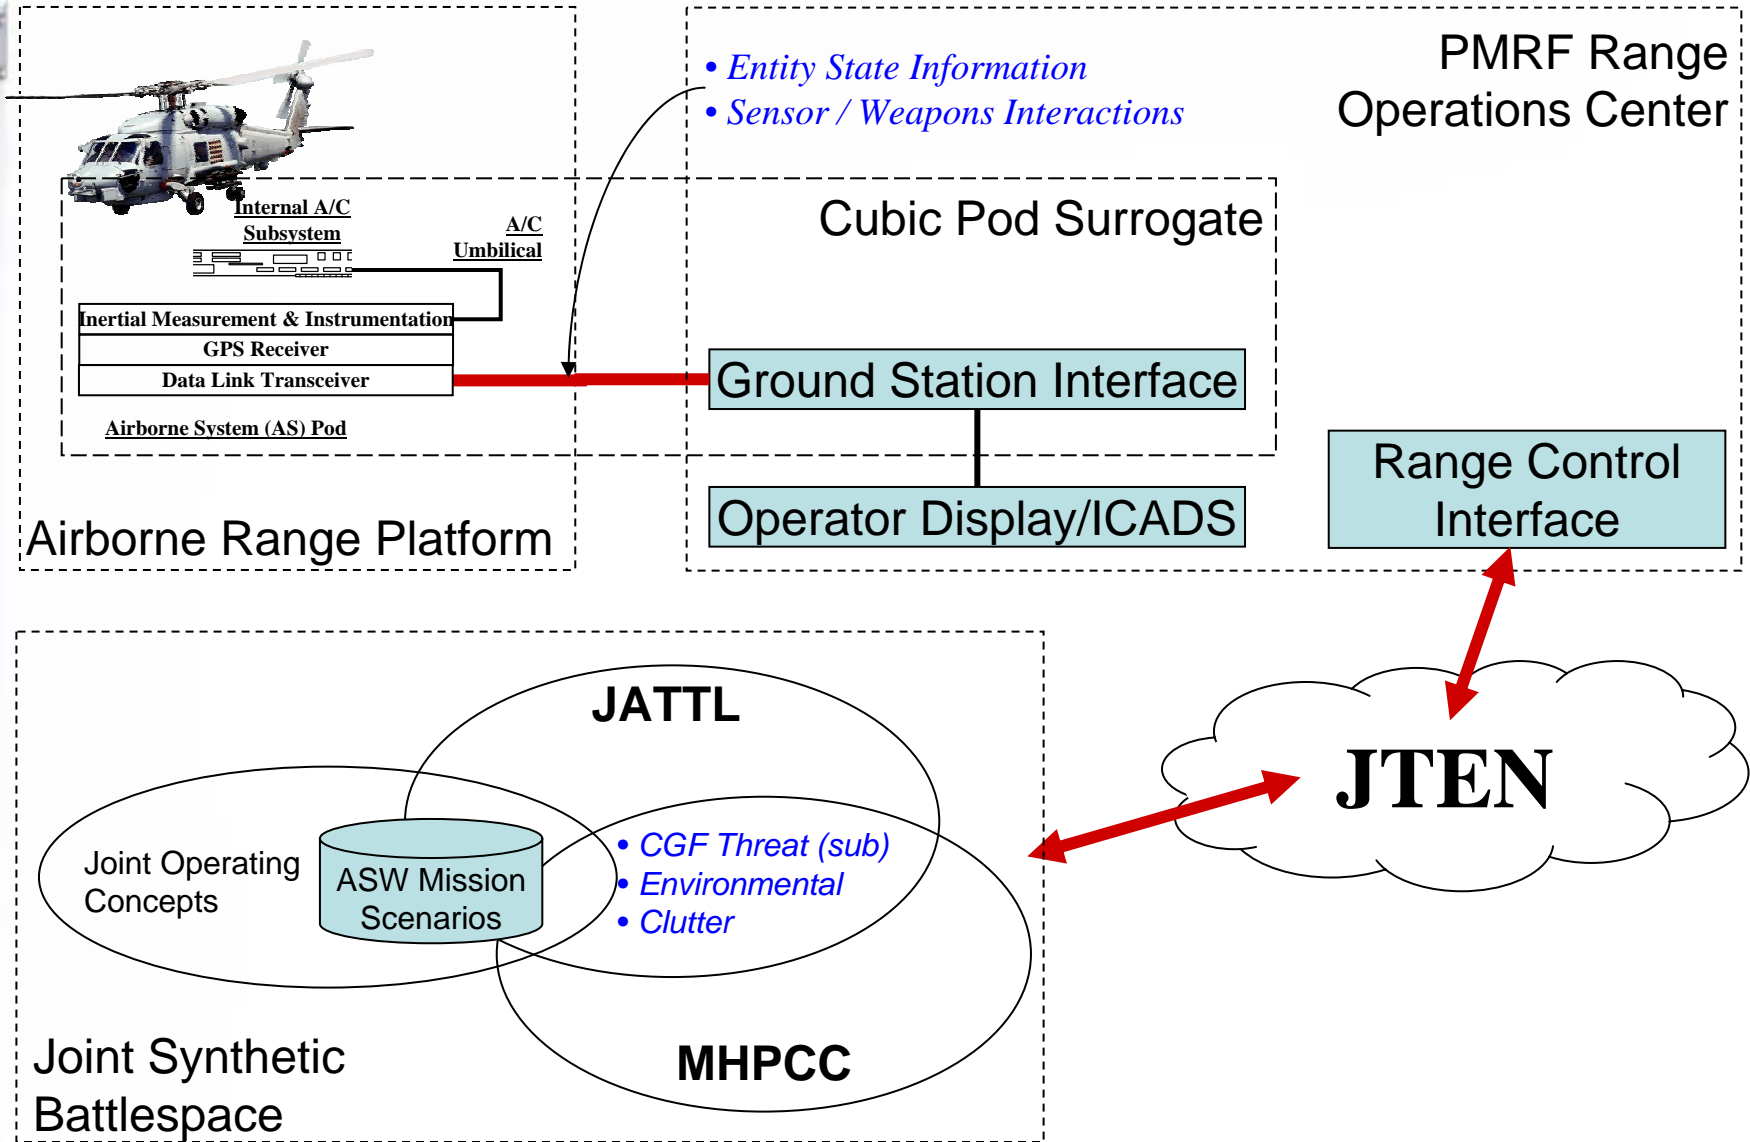 • Entity State Information
• Sensor / Weapons Interactions
PMRF Range
Operations Center
Cubic Pod Surrogate
Internal A/C
Subsystem
A/C
Umbilical
Inertial Measurement & Instrumentation
GPS Receiver
Data Link Transceiver
Airborne System (AS) Pod
Ground Station Interface
Operator Display/ICADS
Range Control
Interface
Airborne Range Platform
JATTL
JTEN
Joint Operating
Concepts
ASW Mission
Scenarios
• CGF Threat (sub)
• Environmental
• Clutter
MHPCC
Joint Synthetic
Battlespace